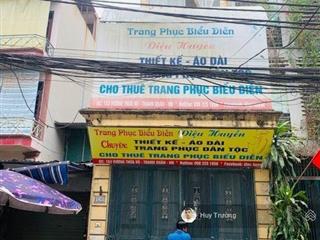 Trang Phục Biểu Diễn
Diệu Huyền
THIẾT KẾ - ÁO DÀI
CHO THUÊ TRANG PHỤC BIỂU DIỄN
Trang Phục Biểu Diễn Diệu Huyền
Chuyên: THIẾT KẾ - ÁO DÀI
TRANG PHỤC DÂN TỘC
CHO THUÊ TRANG PHỤC BIỂU DIỄN
Huy Trường